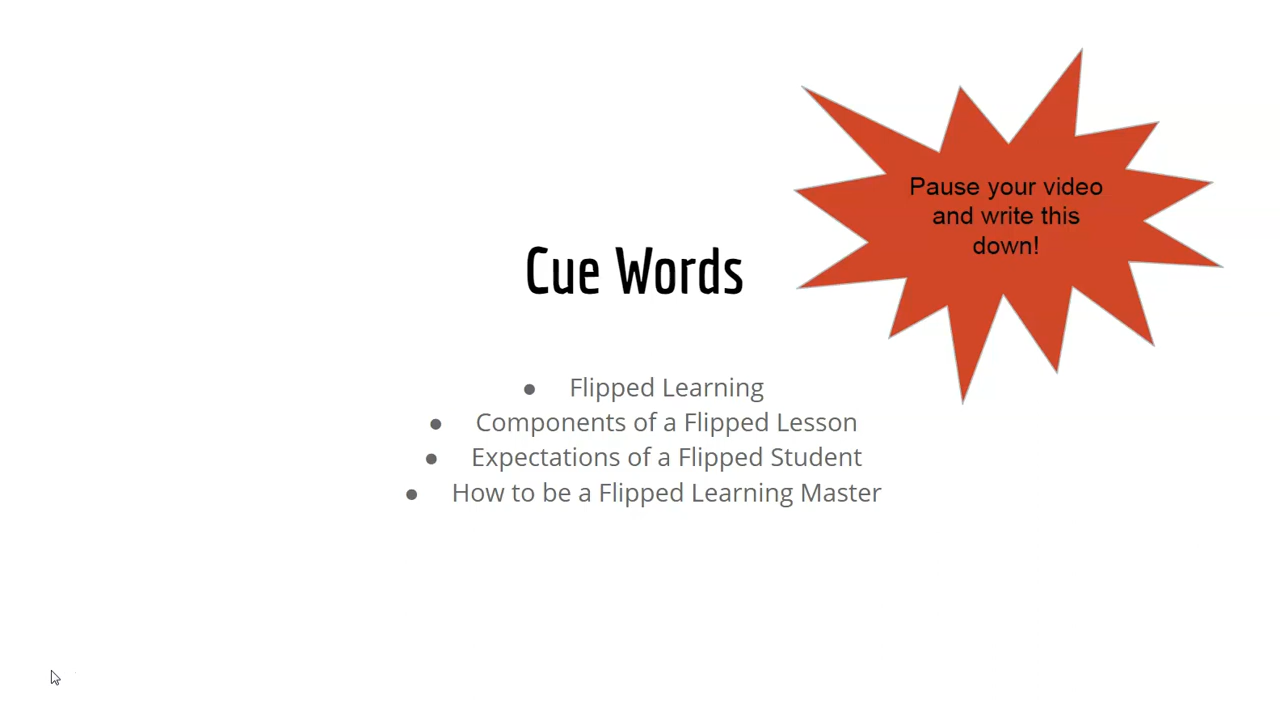 Pause your video
and write this
down!
Cue Words
● Flipped Learning
● Components of a Flipped Lesson
● Expectations of a Flipped Student
● How to be a Flipped Learning Master